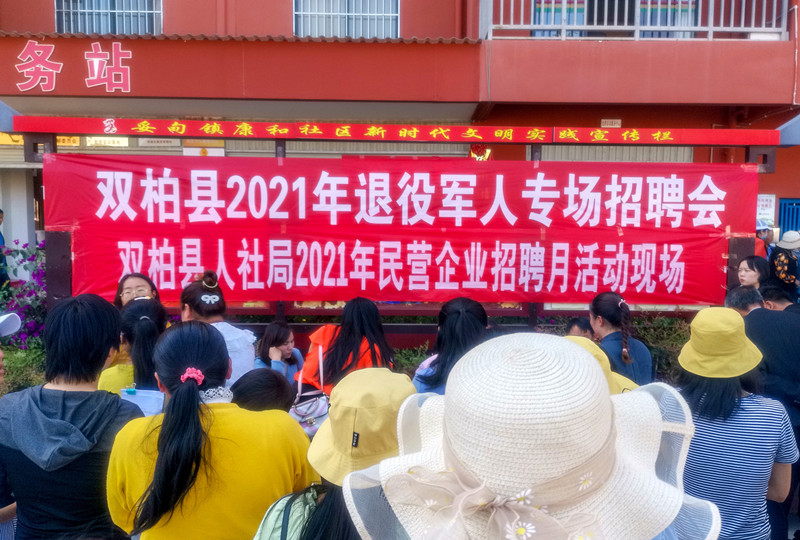 务站
妥甸镇康和社区新时代文明实践宣传栏
双柏县2021年退役军人专场招聘会
双柏县人社局2021年民营企业招聘月活动现场